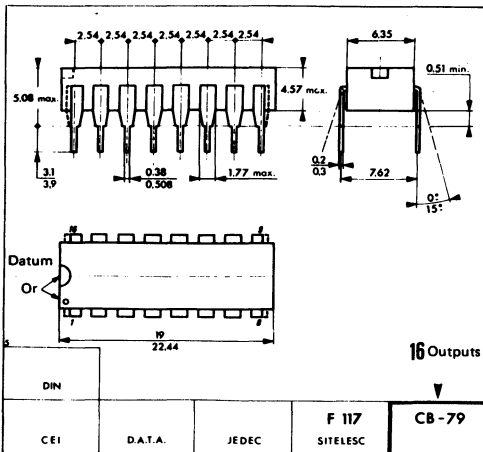 2.54 2.54 2.54 2.54 2.54 2.54 2.54
6.35
0.51 min.
5.08 max.
4.57 max.
3.1
3,9
0.38
0.508
1.77 max.
0.2
0,3
7.62
0°
15°
16 9
Datum
Or
1 8
19
22.44
16 Outputs
DIN
CEI
D.A.T.A.
JEDEC
F 117
SITELESC
CB-79